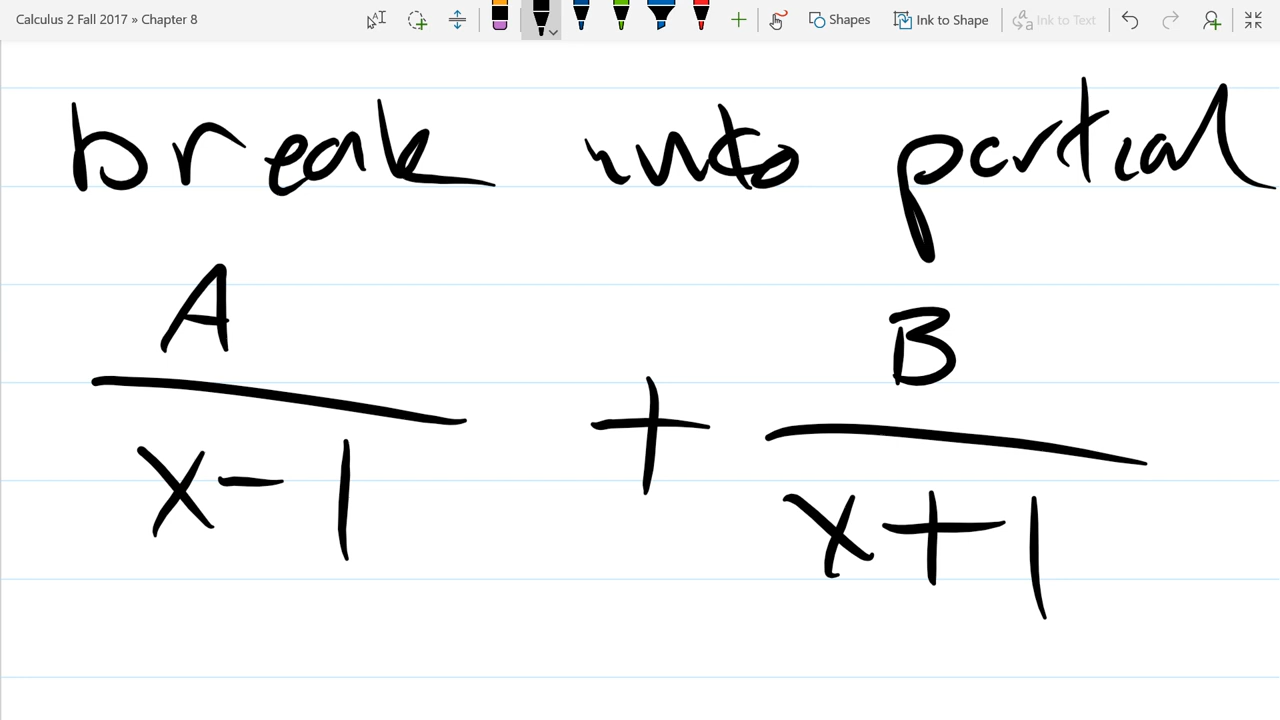 Calculus 2 Fall 2017 » Chapter 8
Shapes
Ink to Shape
Ink to Text
break into partial
A
x-1
+
B
x+1